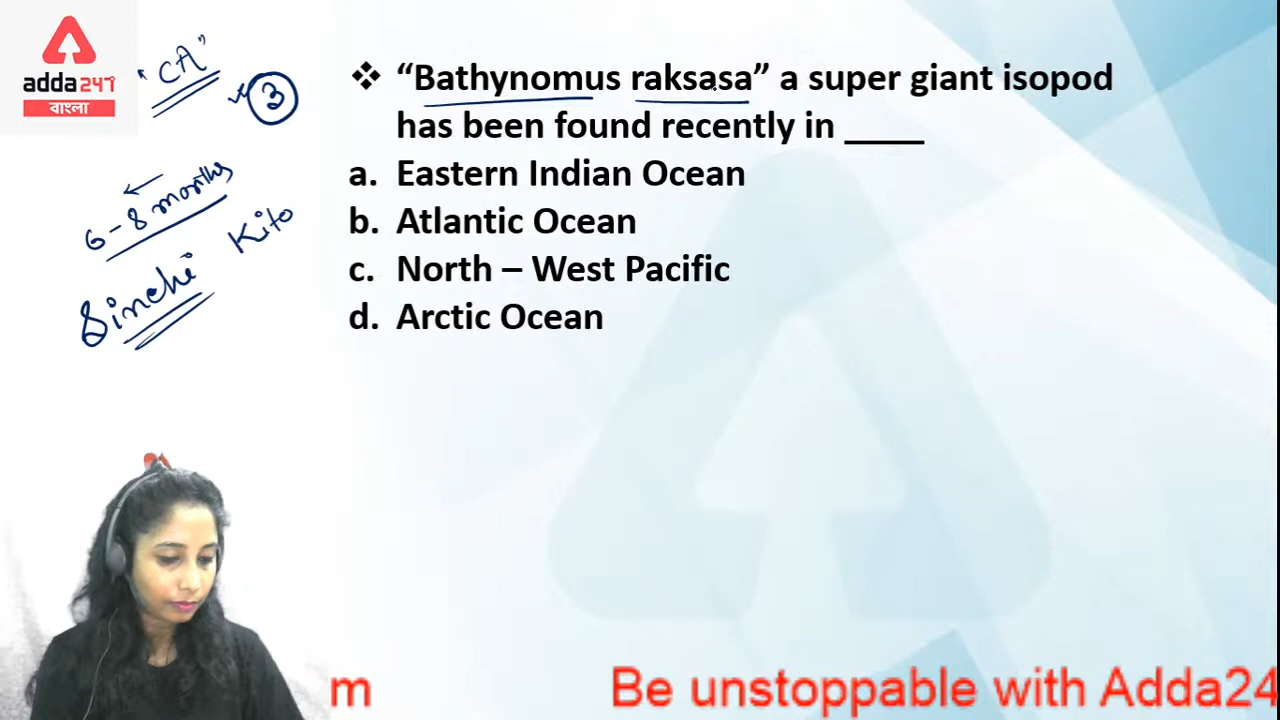 adda247
বাংলা
"CA"
3
6-8 months
Sinchi Kito
❖ “Bathynomus raksasa” a super giant isopod
has been found recently in ____
a. Eastern Indian Ocean
b. Atlantic Ocean
c. North – West Pacific
d. Arctic Ocean
m Be unstoppable with Adda24